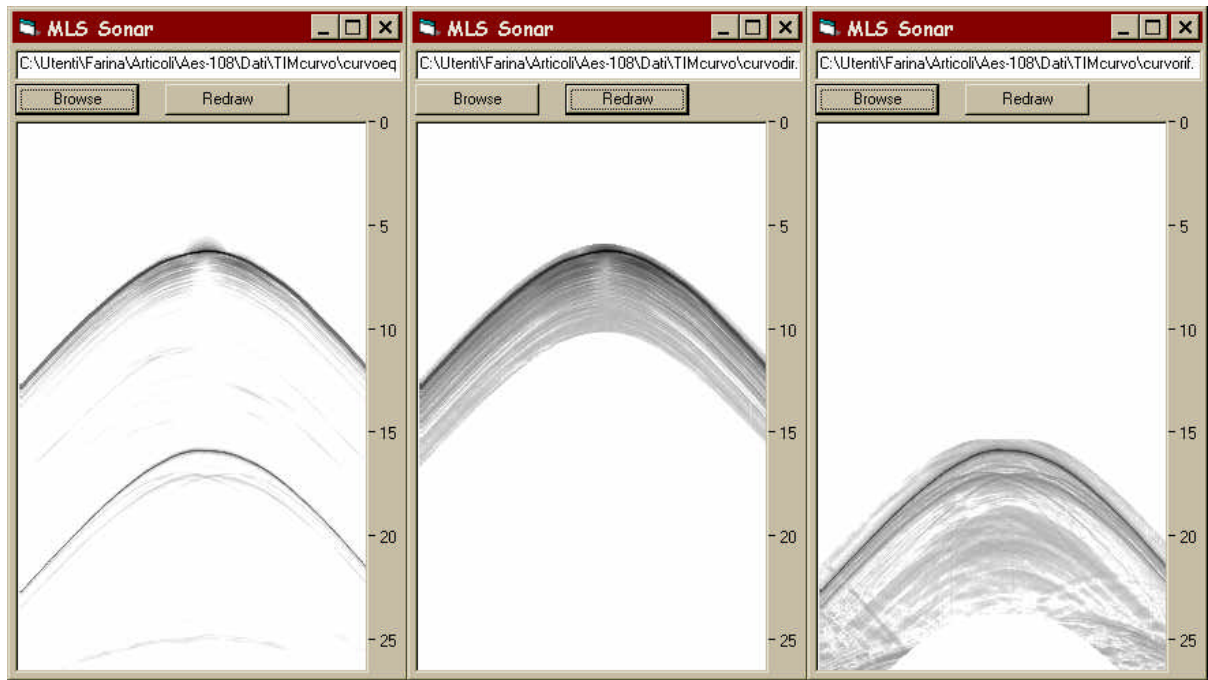 MLS Sonar
C:\Utenti\Farina\Articoli\Aes-108\Dati\TIMcurvo\curvoeq
Browse Redraw
0
5
10
15
20
25
MLS Sonar
C:\Utenti\Farina\Articoli\Aes-108\Dati\TIMcurvo\curvodir.
Browse Redraw
0
5
10
15
20
25
MLS Sonar
C:\Utenti\Farina\Articoli\Aes-108\Dati\TIMcurvo\curvorif.
Browse Redraw
0
5
10
15
20
25